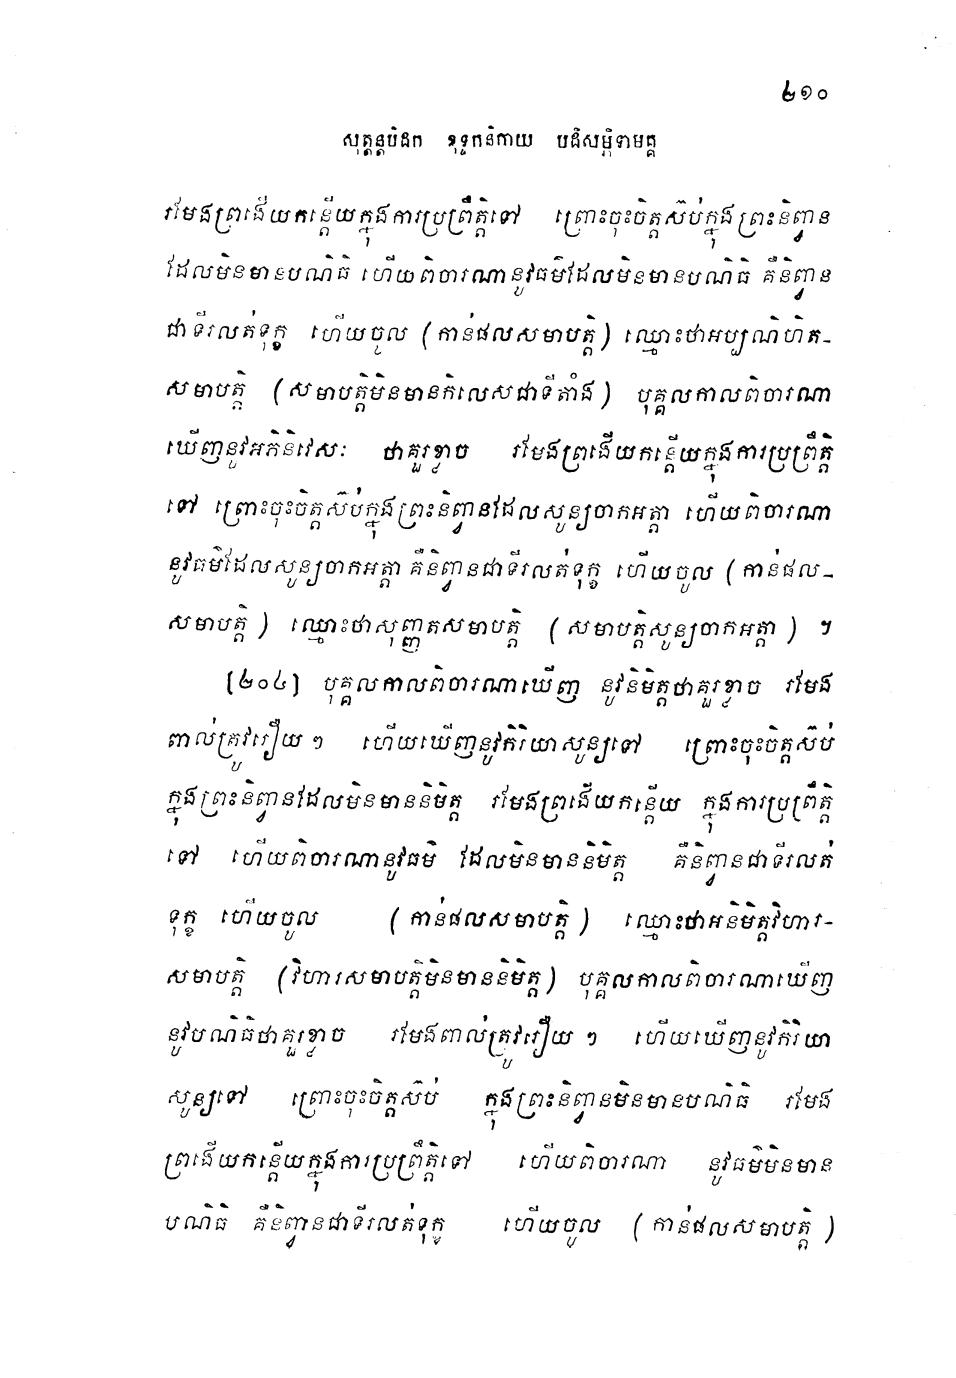 ២១០
សុត្តន្តបិដក ខុទ្ទកនិកាយ បដិសម្ភិទាមគ្គ
រមែងព្រងើយកន្តើយក្នុងការប្រព្រឹត្តិទៅ ព្រោះចុះចិត្តស៊ប់ក្នុងព្រះនិព្វាន
ដែលមិនមានបណិធិ ហើយពិចារណានូវធម៌ដែលមិនមានបណិធិ គឺនិព្វាន
ជាទីរលត់ទុក្ខ ហើយចូល (កាន់ផលសមាបត្តិ) ឈ្មោះថាអប្បណិហិត-
សមាបត្តិ (សមាបត្តិមិនមានកិលេសជាទីតាំង) បុគ្គលកាលពិចារណា
ឃើញនូវអភិនិវេសៈ ថាគួរខ្លាច រមែងព្រងើយកន្តើយក្នុងការប្រព្រឹត្តិ
ទៅ ព្រោះចុះចិត្តស៊ប់ក្នុងព្រះនិព្វានដែលសូន្យចាកអត្តា ហើយពិចារណា
នូវធម៌ដែលសូន្យចាកអត្តា គឺនិព្វានជាទីរលត់ទុក្ខ ហើយចូល (កាន់ផល-
សមាបត្តិ) ឈ្មោះថាសុញ្ញតសមាបត្តិ (សមាបត្តិសូន្យចាកអត្តា) ។
[២០៤] បុគ្គលកាលពិចារណាឃើញ នូវនិមិត្តថាគួរខ្លាច រមែង
ពាល់ត្រូវរឿយ ៗ ហើយឃើញនូវកិរិយាសូន្យទៅ ព្រោះចុះចិត្តស៊ប់
ក្នុងព្រះនិព្វានដែលមិនមាននិមិត្ត រមែងព្រងើយកន្តើយ ក្នុងការប្រព្រឹត្តិ
ទៅ ហើយពិចារណានូវធម៌ ដែលមិនមាននិមិត្ត គឺនិព្វានជាទីរលត់
ទុក្ខ ហើយចូល (កាន់ផលសមាបត្តិ) ឈ្មោះថាអនិមិត្តវិហារ-
សមាបត្តិ (វិហារសមាបត្តិមិនមាននិមិត្ត) បុគ្គលកាលពិចារណាឃើញ
នូវបណិធិថាគួរខ្លាច រមែងពាល់ត្រូវរឿយ ៗ ហើយឃើញនូវកិរិយា
សូន្យទៅ ព្រោះចុះចិត្តស៊ប់ ក្នុងព្រះនិព្វានមិនមានបណិធិ រមែង
ព្រងើយកន្តើយក្នុងការប្រព្រឹត្តិទៅ ហើយពិចារណា នូវធម៌មិនមាន
បណិធិ គឺនិព្វានជាទីរលត់ទុក្ខ ហើយចូល (កាន់ផលសមាបត្តិ)